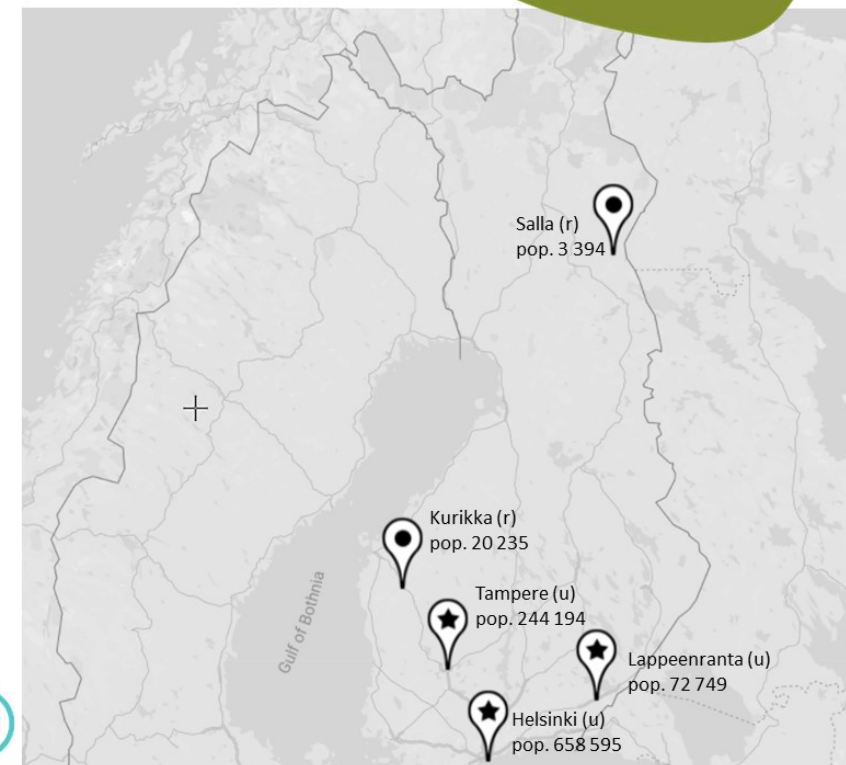 Salla (r)
pop. 3 394
Kurikka (r)
pop. 20 235
Tampere (u)
pop. 244 194
Gulf of Bothnia
Lappeenranta (u)
pop. 72 749
Helsinki (u)
pop. 658 595